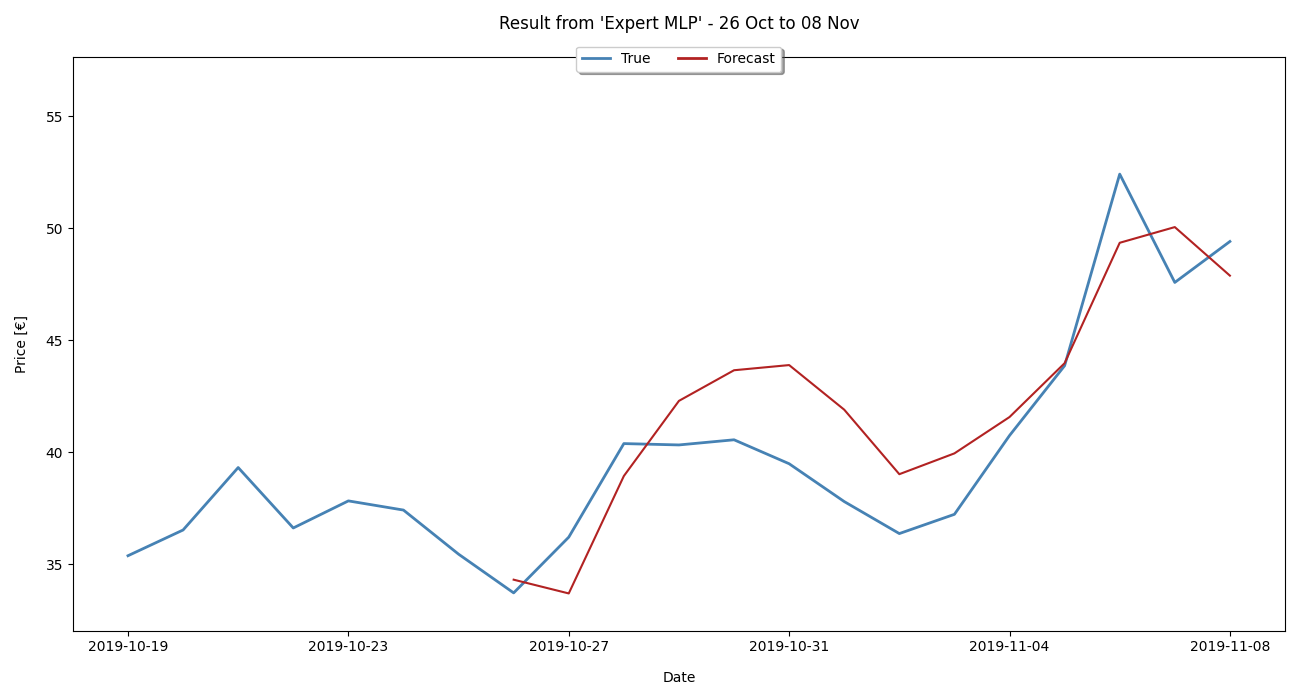 Result from 'Expert MLP' - 26 Oct to 08 Nov
True Forecast
55
50
45
40
35
Price [€]
2019-10-19 2019-10-23 2019-10-27 2019-10-31 2019-11-04 2019-11-08
Date